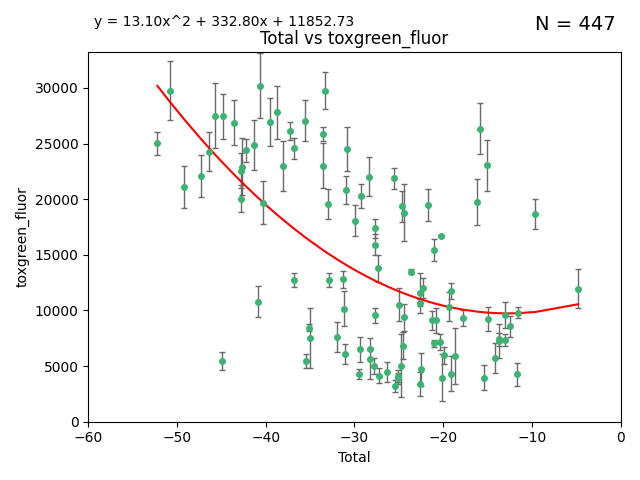 y = 13.10x^2 + 332.80x + 11852.73
N = 447
Total vs toxgreen_fluor
30000
25000
20000
15000
10000
5000
0
toxgreen_fluor
−60
−50
−40
−30
−20
−10
0
Total